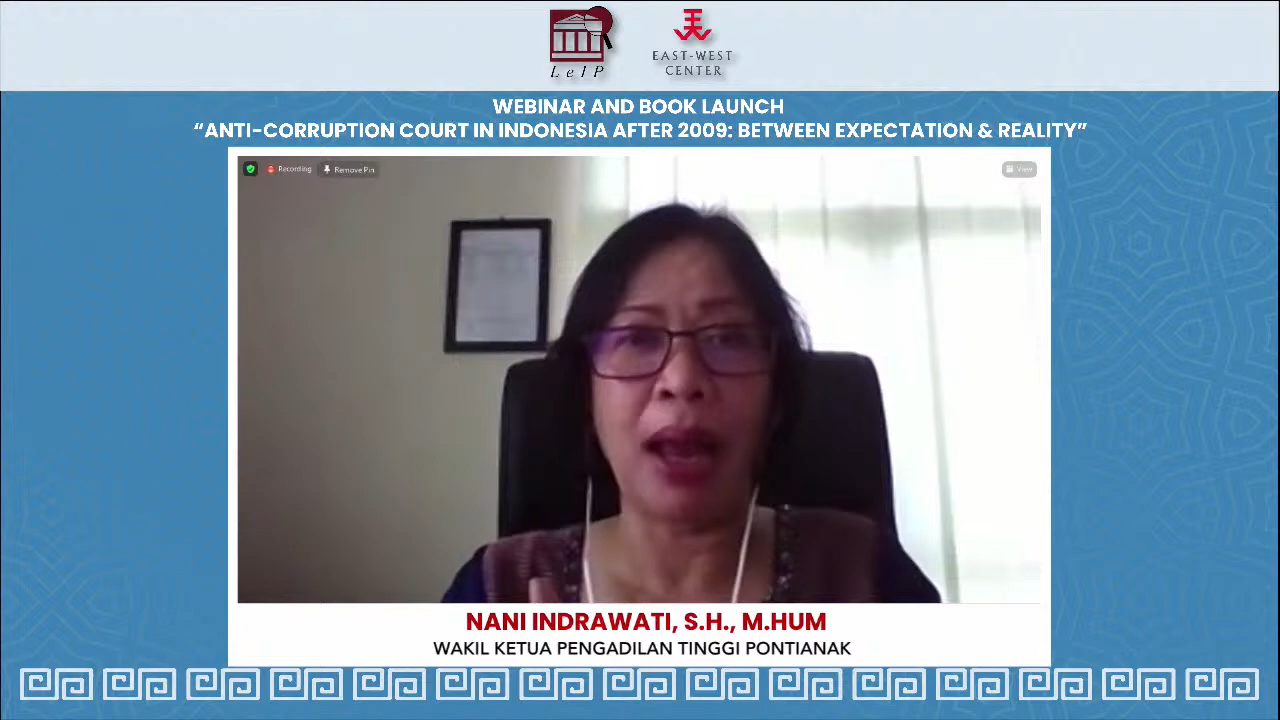 LeIP
EAST-WEST
CENTER
WEBINAR AND BOOK LAUNCH
“ANTI-CORRUPTION COURT IN INDONESIA AFTER 2009: BETWEEN EXPECTATION & REALITY”
Recording
Remove Pin
View
NANI INDRAWATI, S.H., M.HUM
WAKIL KETUA PENGADILAN TINGGI PONTIANAK